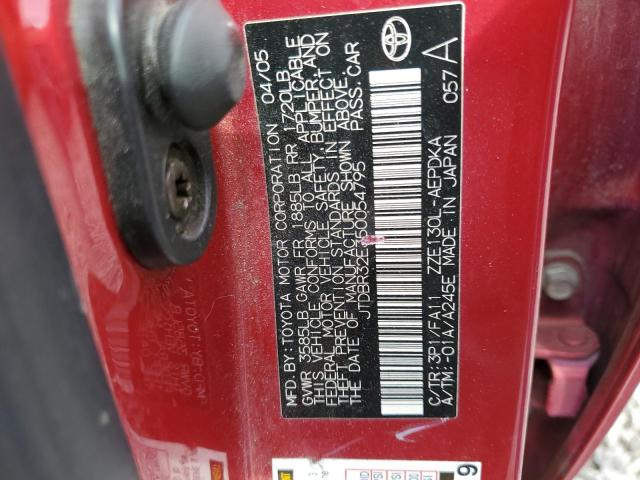 MFD. BY: TOYOTA MOTOR CORPORATION 04/05
GVWR 3585LB GAWR FR 1885LB RR 1720LB
THIS VEHICLE CONFORMS TO ALL APPLICABLE
FEDERAL MOTOR VEHICLE SAFETY, BUMPER, AND
THEFT PREVENTION STANDARDS IN EFFECT ON
THE DATE OF MANUFACTURE SHOWN ABOVE.
PASS. CAR
C/TR:3P1/FA11 ZZE130L-AEPDKA
A/TM:-01A/A245E MADE IN JAPAN 057 A